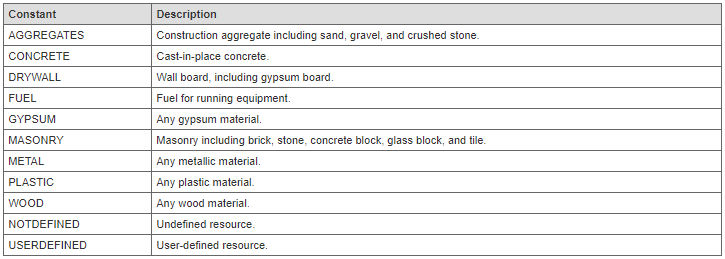 Constant Description
AGGREGATES Construction aggregate including sand, gravel, and crushed stone.
CONCRETE Cast-in-place concrete.
DRYWALL Wall board, including gypsum board.
FUEL Fuel for running equipment.
GYPSUM Any gypsum material.
MASONRY Masonry including brick, stone, concrete block, glass block, and tile.
METAL Any metallic material.
PLASTIC Any plastic material.
WOOD Any wood material.
NOTDEFINED Undefined resource.
USERDEFINED User-defined resource.